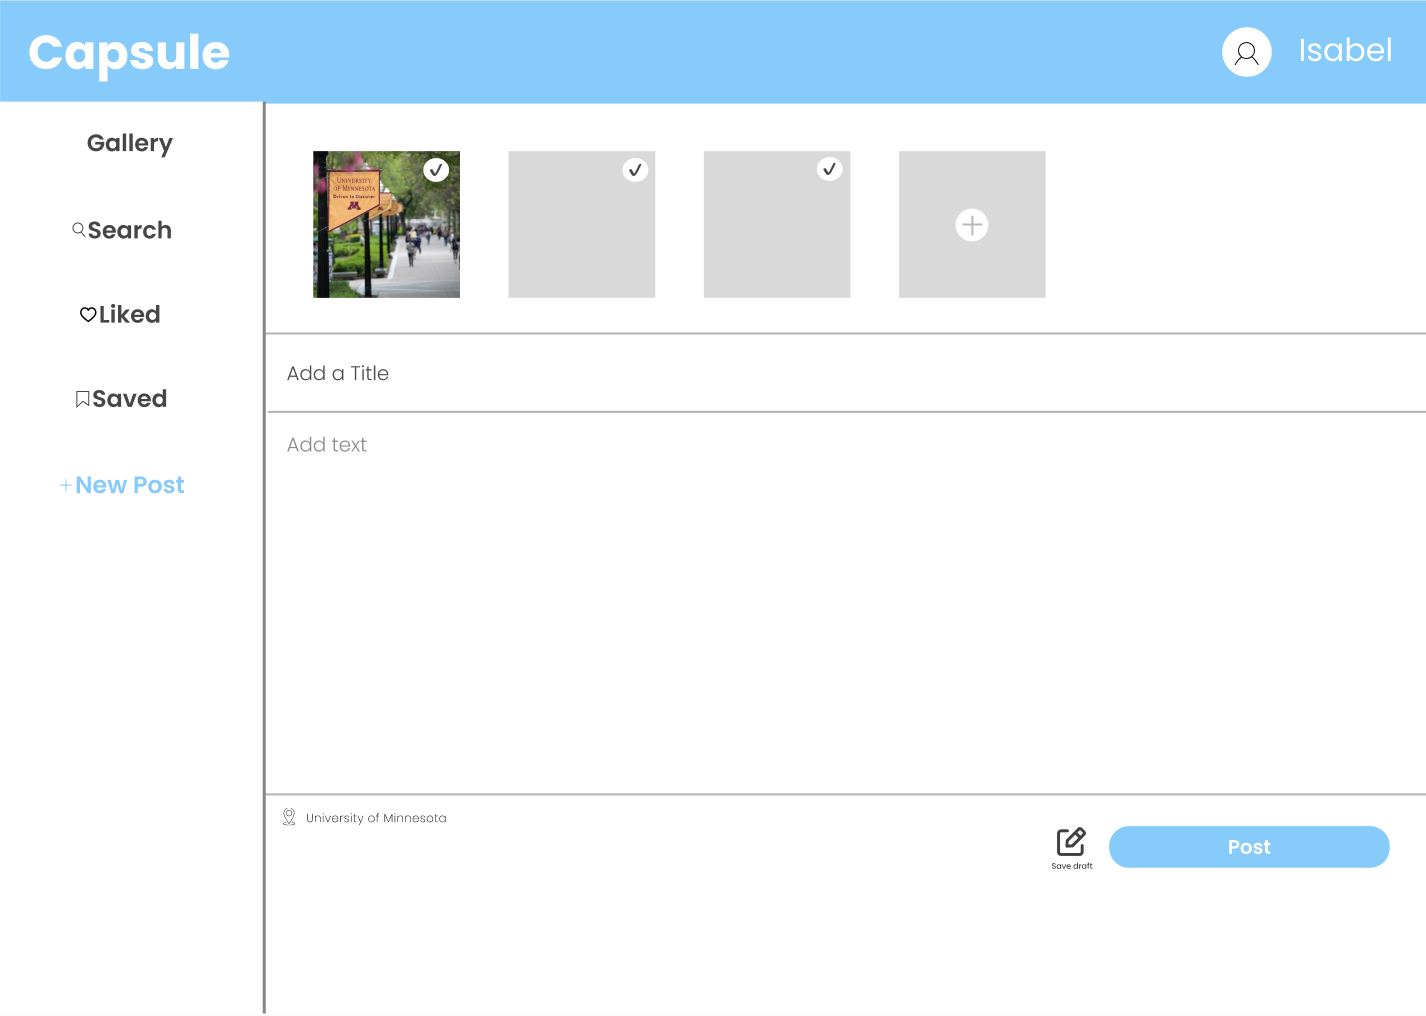 Capsule
Isabel
Gallery
Search
Liked
Saved
New Post
UNIVERSITY
OF MINNESOTA
Driven to Discover
M
Add a Title
Add text
University of Minnesota
Save draft
Post